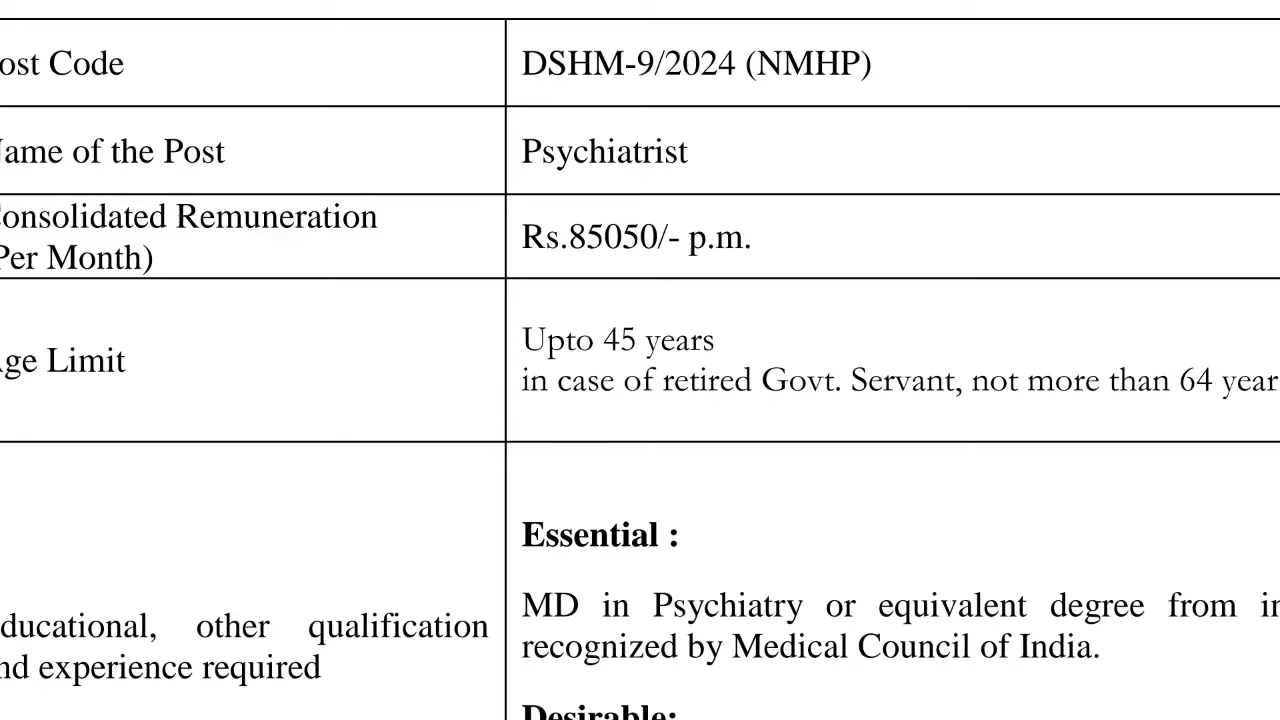 ost Code DSHM-9/2024 (NMHP)
ame of the Post Psychiatrist
onsolidated Remuneration
Per Month) Rs.85050/- p.m.
ge Limit
Upto 45 years
in case of retired Govt. Servant, not more than 64 year
Essential :
MD in Psychiatry or equivalent degree from in
recognized by Medical Council of India.
ducational, other qualification
nd experience required
Desirable: